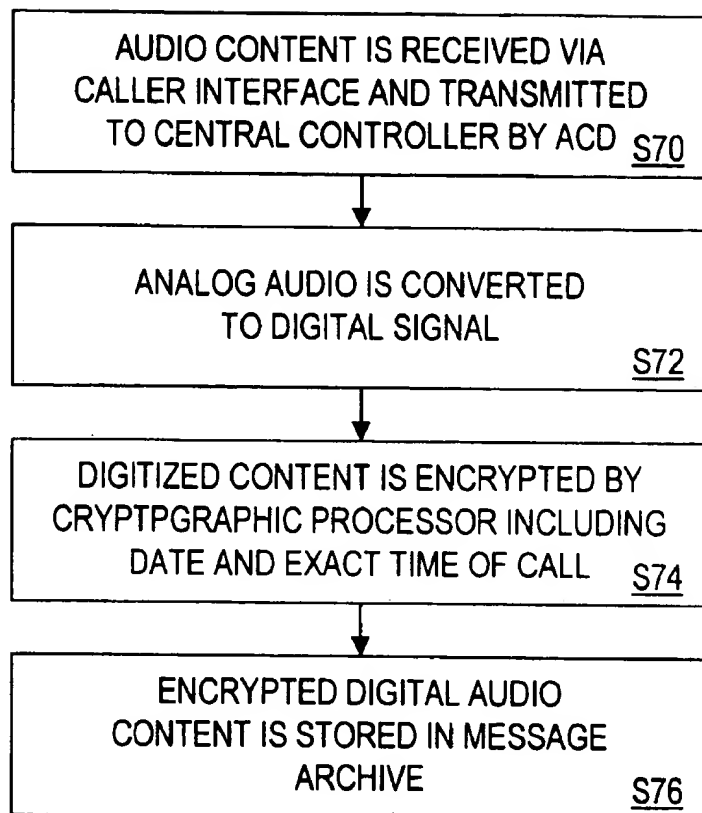 AUDIO CONTENT IS RECEIVED VIA
CALLER INTERFACE AND TRANSMITTED
TO CENTRAL CONTROLLER BY ACD
S70
ANALOG AUDIO IS CONVERTED
TO DIGITAL SIGNAL
S72
DIGITIZED CONTENT IS ENCRYPTED BY
CRYPTPGRAPHIC PROCESSOR INCLUDING
DATE AND EXACT TIME OF CALL
S74
ENCRYPTED DIGITAL AUDIO
CONTENT IS STORED IN MESSAGE
ARCHIVE
S76